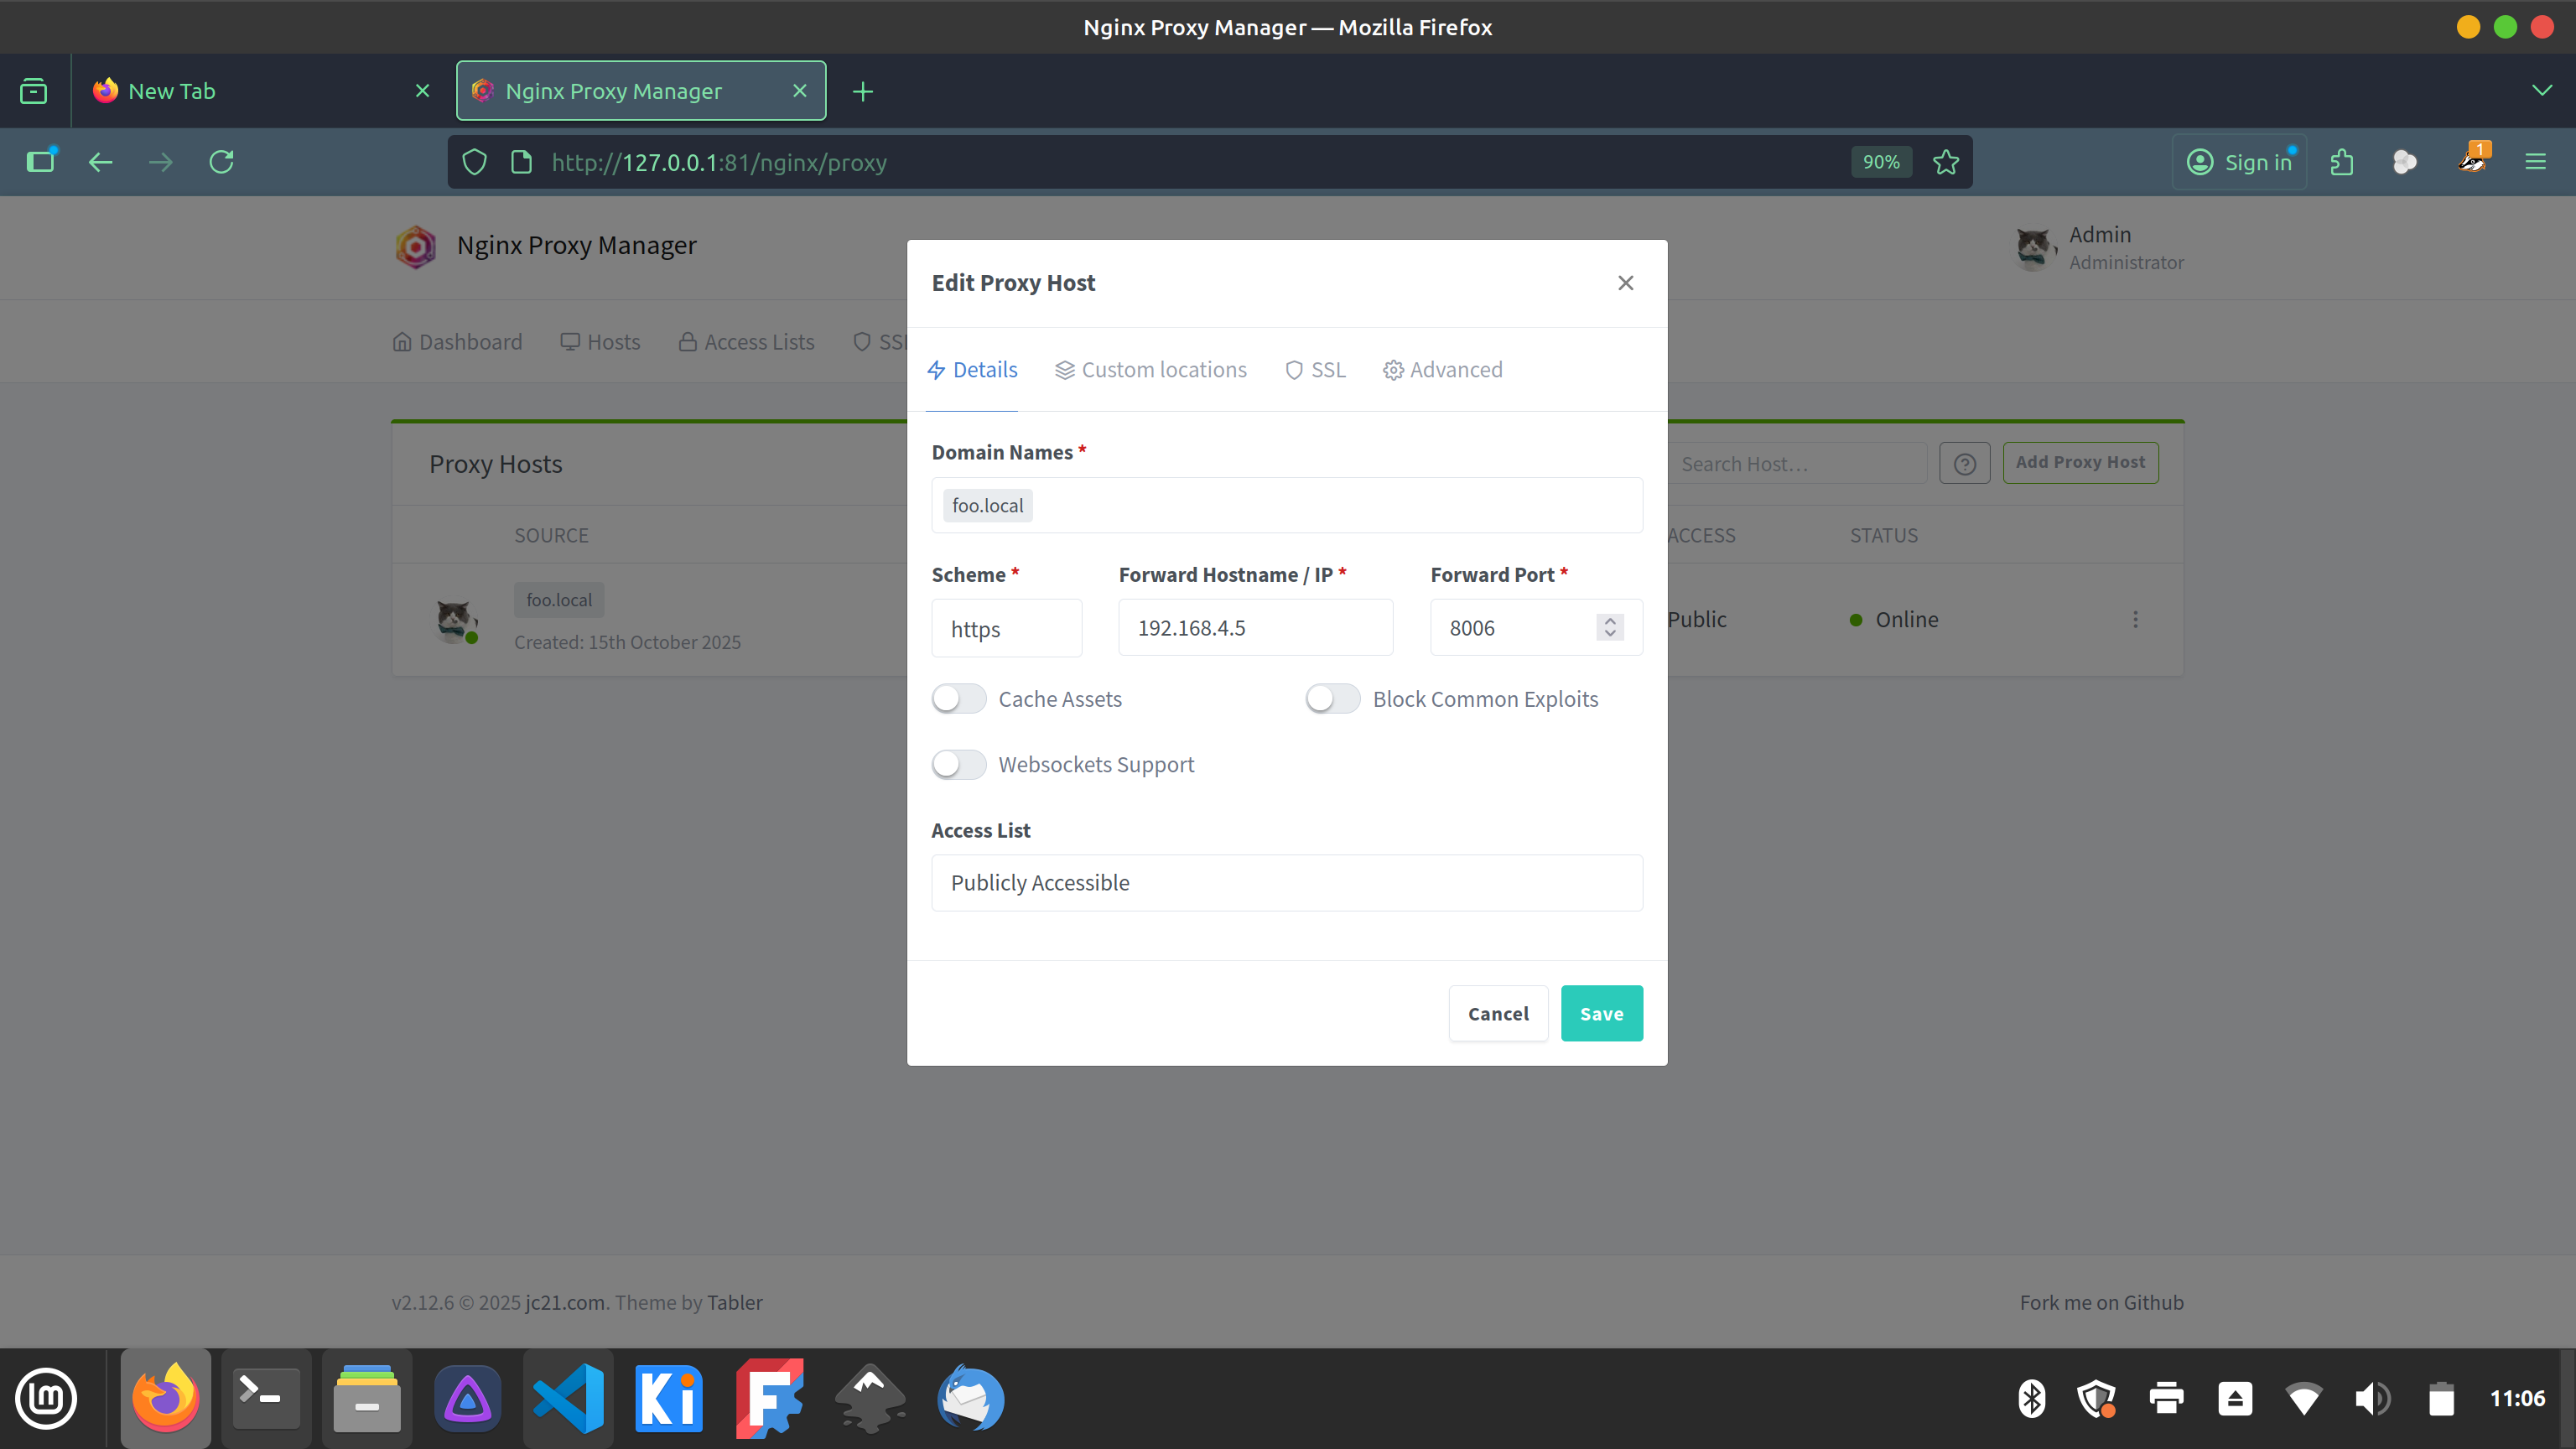 Nginx Proxy Manager — Mozilla Firefox
New Tab
Nginx Proxy Manager
http://127.0.0.1:81/nginx/proxy
90%
Sign in
1
Nginx Proxy Manager
Admin
Administrator
Dashboard
Hosts
Access Lists
SSL
Edit Proxy Host
Details
Custom locations
SSL
Advanced
Proxy Hosts
Search Host…
Add Proxy Host
SOURCE
ACCESS
STATUS
foo.local
Created: 15th October 2025
Public
Online
Domain Names *
foo.local
Scheme *
Forward Hostname / IP *
Forward Port *
https
192.168.4.5
8006
Cache Assets
Block Common Exploits
Websockets Support
Access List
Publicly Accessible
Cancel
Save
v2.12.6 © 2025 jc21.com. Theme by Tabler
Fork me on Github
Ki
F
11:06